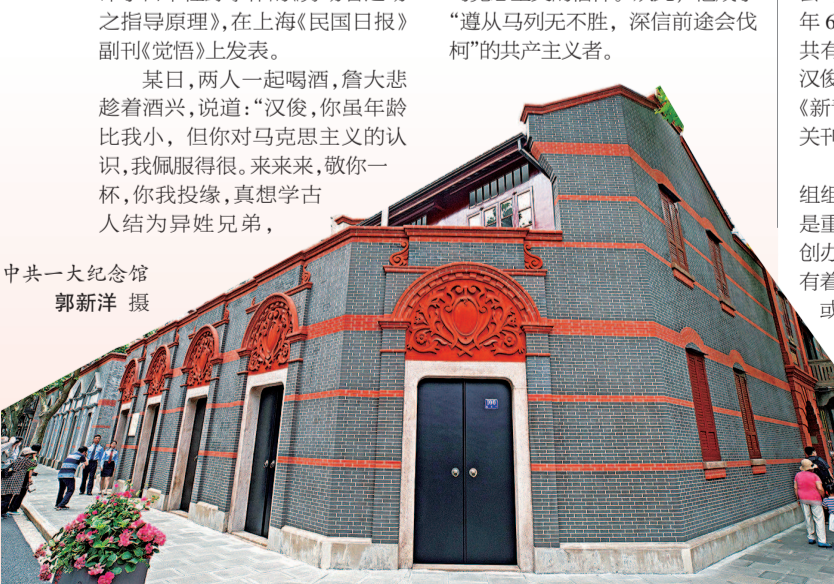 之指导原理》,在上海《民国日报》
副刊《觉悟》上发表。
某日,两人一起喝酒,詹大悲
趁着酒兴,说道:“汉俊,你虽年龄
比我小,但你对马克思主义的认
识,我佩服得很。来来来,敬你一
杯,你我投缘,真想学古
人结为异姓兄弟,
中共一大纪念馆
郭新洋 摄
“遵从马列无不胜,深信前途会伐
柯”的共产主义者。
年 6
共有
汉俊
《新
关刊
组组
是重
创办
有着
或